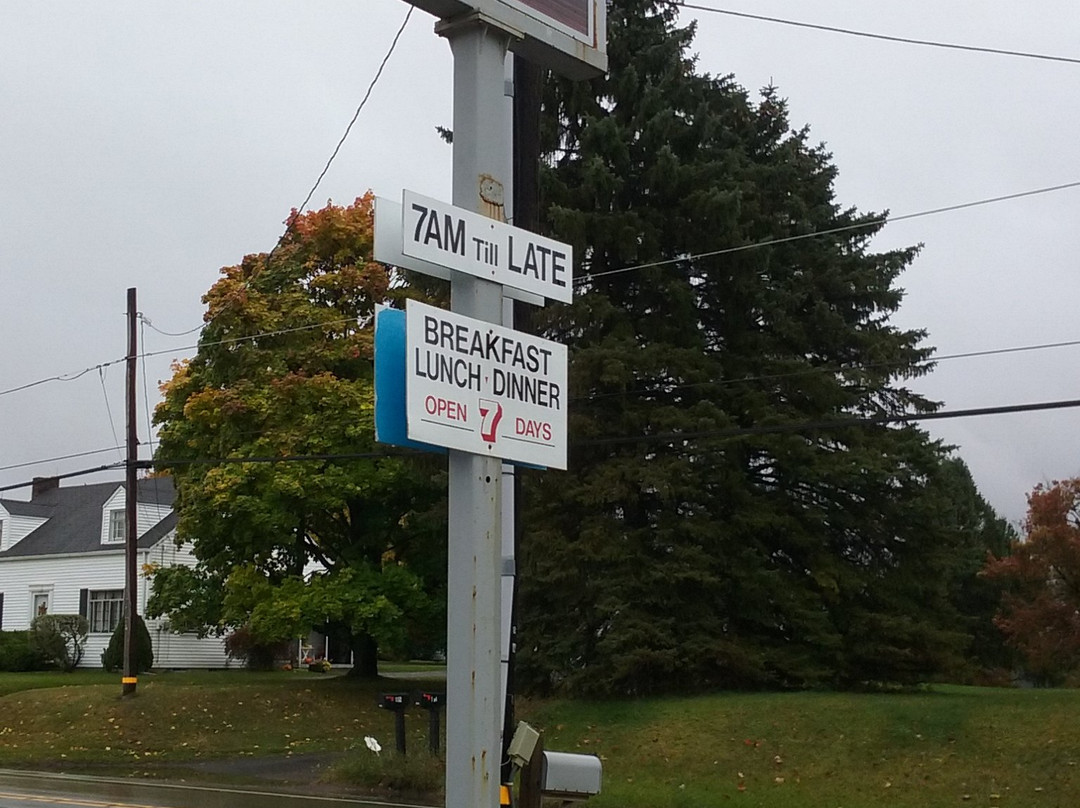 7AM Till LATE
BREAKFAST
LUNCH · DINNER
OPEN 7 DAYS